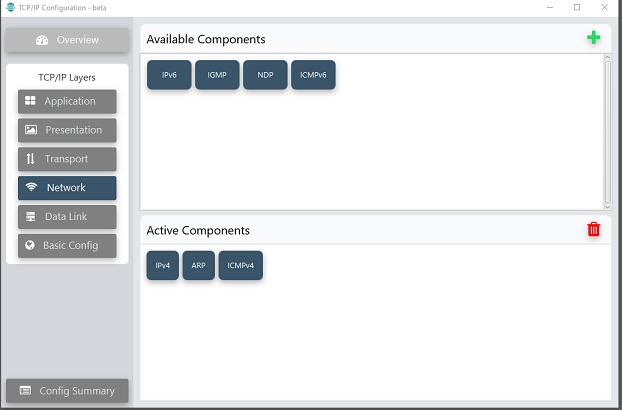 TCP/IP Configuration - beta
Overview
TCP/IP Layers
Application
Presentation
Transport
Network
Data Link
Basic Config
Config Summary
Available Components
IPv6 IGMP NDP ICMPv6
Active Components
IPv4 ARP ICMPv4